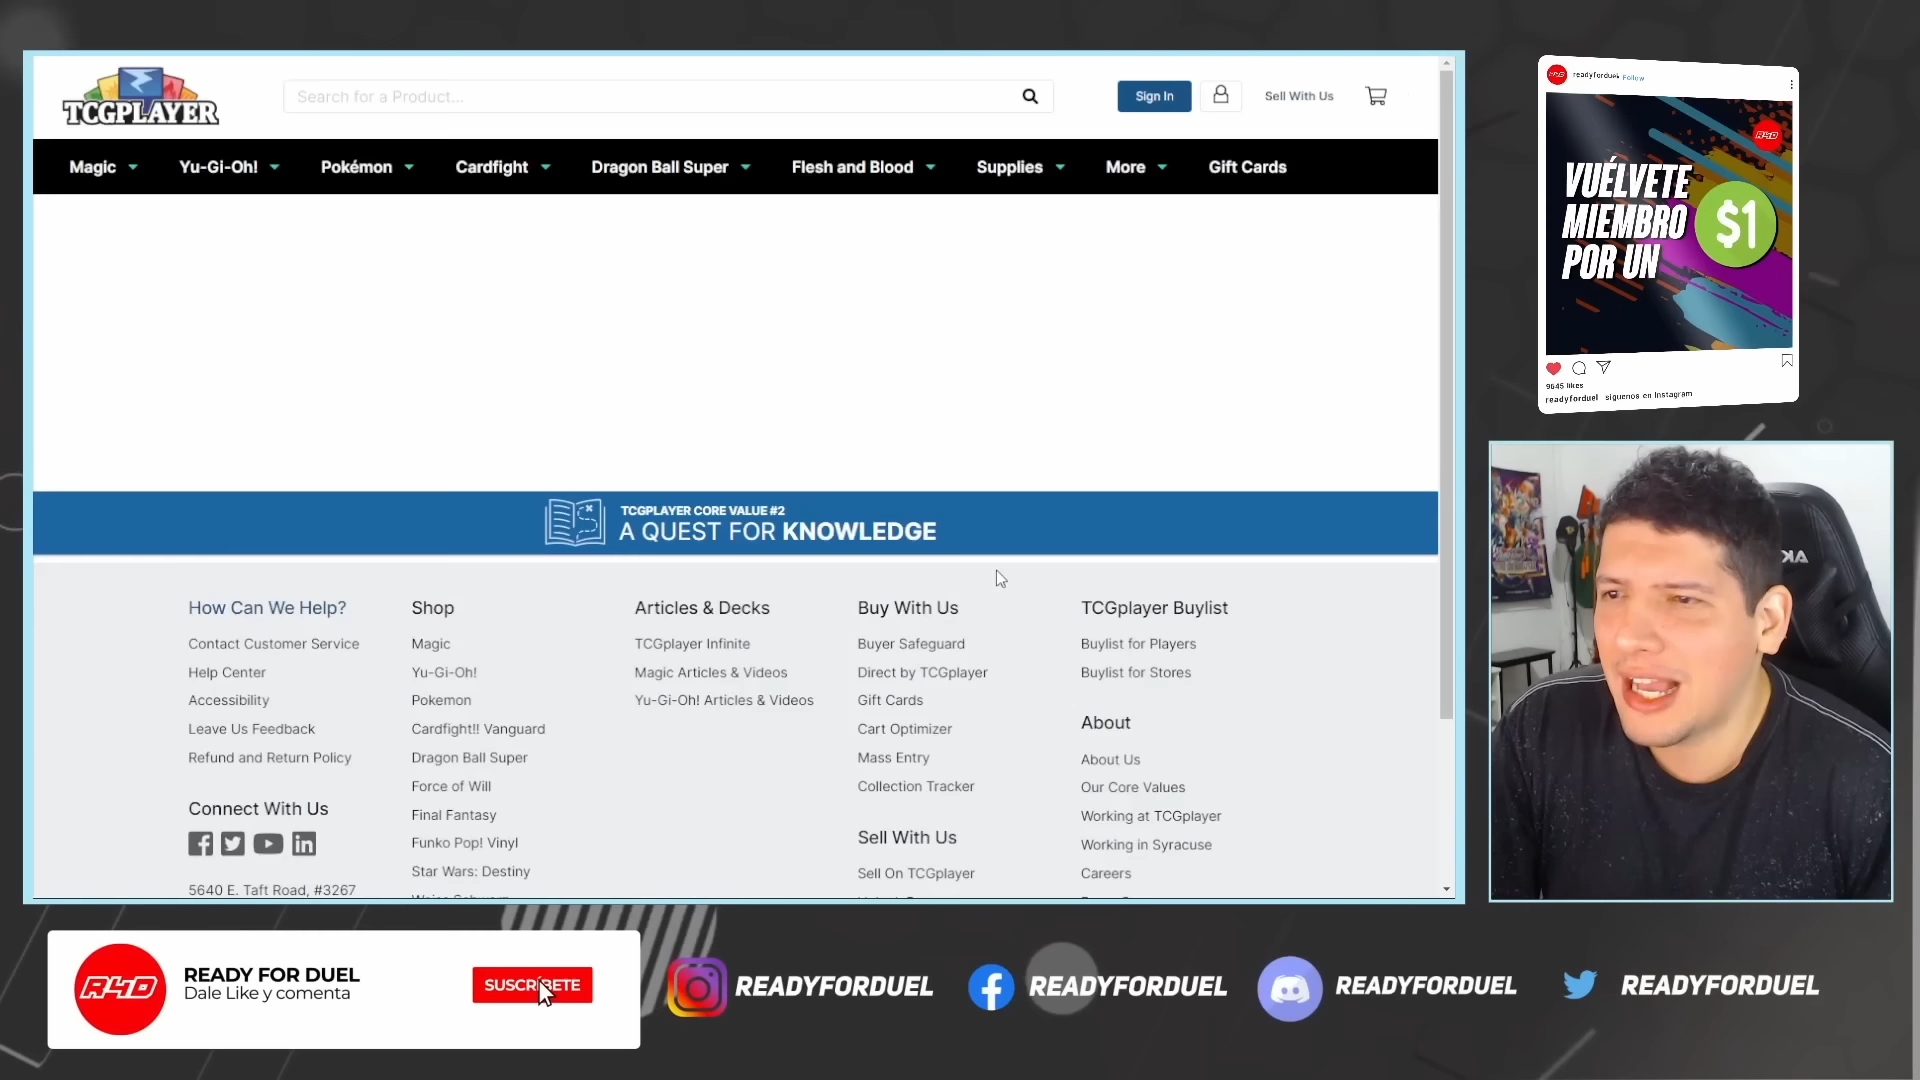 TCGPLAYER
Search for a Product...
Sign In
Sell With Us
Magic
Yu-Gi-Oh!
Pokémon
Cardfight
Dragon Ball Super
Flesh and Blood
Supplies
More
Gift Cards
TCGPLAYER CORE VALUE #2
A QUEST FOR KNOWLEDGE
How Can We Help?
Contact Customer Service
Help Center
Accessibility
Leave Us Feedback
Refund and Return Policy
Connect With Us
5640 E. Taft Road, #3267
Shop
Magic
Yu-Gi-Oh!
Pokemon
Cardfight!! Vanguard
Dragon Ball Super
Force of Will
Final Fantasy
Funko Pop! Vinyl
Star Wars: Destiny
Articles & Decks
TCGplayer Infinite
Magic Articles & Videos
Yu-Gi-Oh! Articles & Videos
Buy With Us
Buyer Safeguard
Direct by TCGplayer
Gift Cards
Cart Optimizer
Mass Entry
Collection Tracker
Sell With Us
Sell On TCGplayer
TCGplayer Buylist
Buylist for Players
Buylist for Stores
About
About Us
Our Core Values
Working at TCGplayer
Working in Syracuse
Careers
readyforduel Follow
R4D
VUÉLVETE
MIEMBRO
POR UN
$1
9645 likes
readyforduel siguenos en Instagram
R4D
READY FOR DUEL
Dale Like y comenta
SUSCRÍBETE
READYFORDUEL
READYFORDUEL
READYFORDUEL
READYFORDUEL